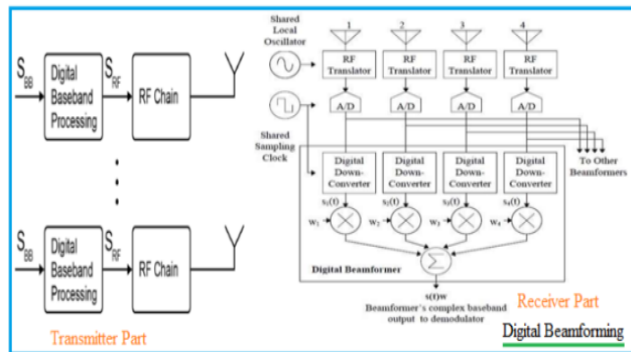 S_BB
Digital
Baseband
Processing
S_RF
RF Chain
S_BB
Digital
Baseband
Processing
S_RF
RF Chain
Transmitter Part
Shared
Local
Oscillator
1 2 3 4
RF
Translator
RF
Translator
RF
Translator
RF
Translator
A/D A/D A/D A/D
Shared
Sampling
Clock
To Other
Beamformers
Digital
Down-
Converter
Digital
Down-
Converter
Digital
Down-
Converter
Digital
Down-
Converter
s₁(t) s₂(t) s₃(t) s₄(t)
w₁ w₂ w₃ w₄
Digital Beamformer
Σ
s(t)w
Beamformer's complex baseband
output to demodulator
Receiver Part
Digital Beamforming